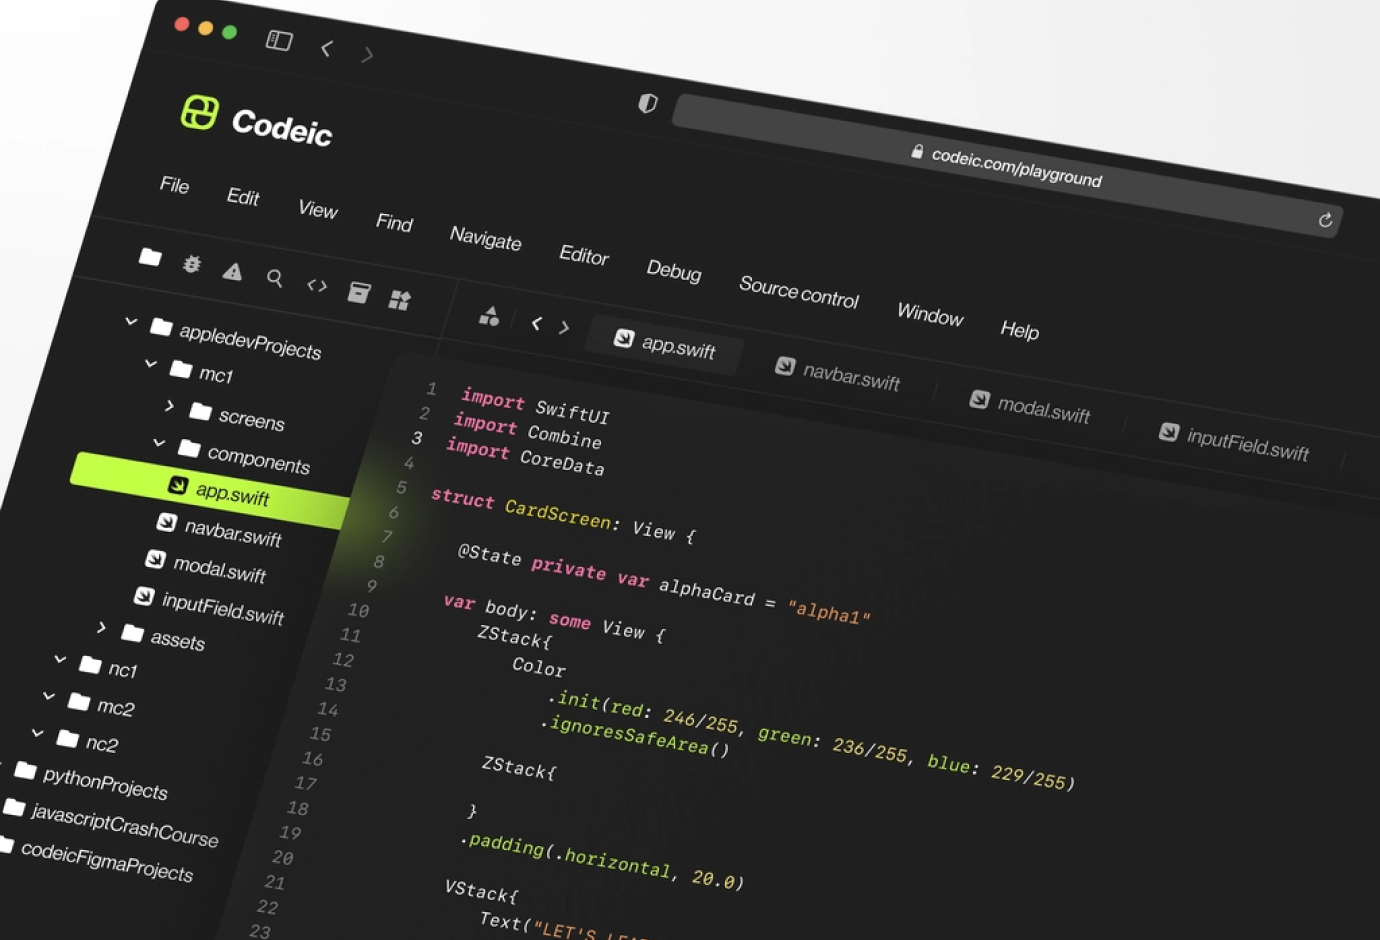 codeic.com/playground
Codeic
File Edit View Find Navigate Editor Debug Source control Window Help
app.swift navbar.swift modal.swift inputField.swift
appledevProjects
mc1
screens
components
app.swift
navbar.swift
modal.swift
inputField.swift
assets
nc1
mc2
nc2
pythonProjects
javascriptCrashCourse
codeicFigmaProjects
1 import SwiftUI
2 import Combine
3 import CoreData
4
5 struct CardScreen: View {
6
7 @State private var alphaCard = "alpha1"
8
9 var body: some View {
10 ZStack{
11 Color
12 .init(red: 246/255, green: 236/255, blue: 229/255)
13 .ignoresSafeArea()
14
15 ZStack{
16
17 }
18 .padding(.horizontal, 20.0)
19
20 VStack{
21 Text("LET'S
22
23